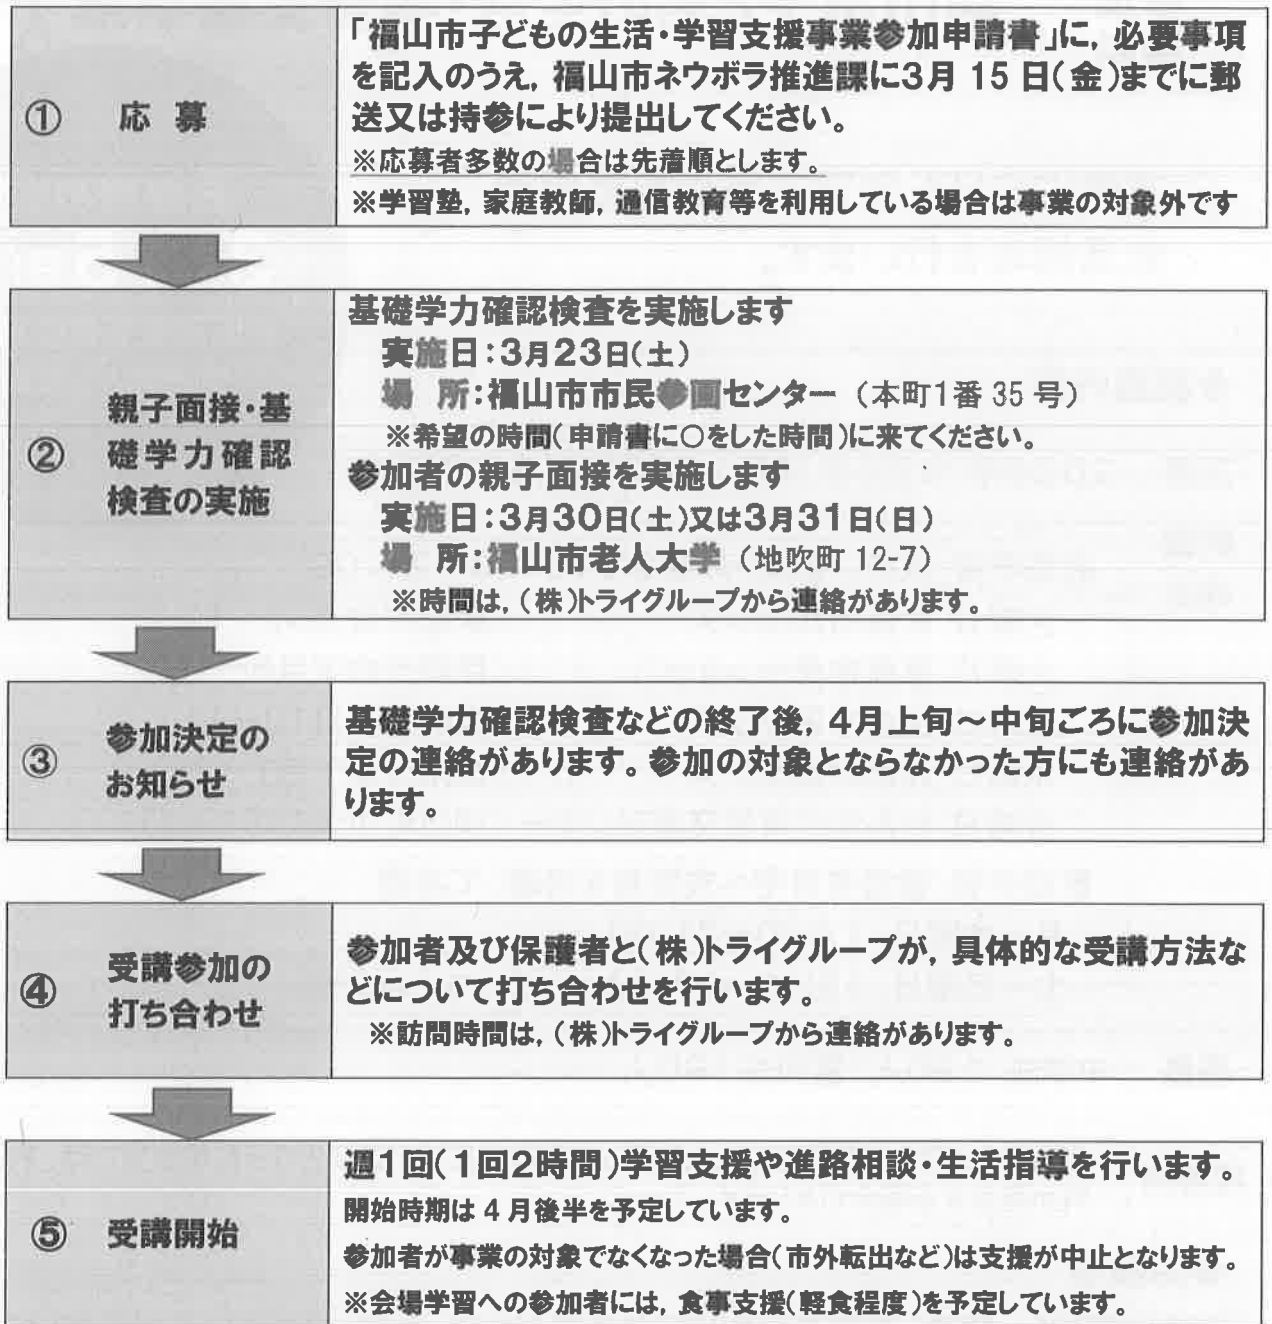 ① 応 募
「福山市子どもの生活・学習支援事業参加申請書」に，必要事項
を記入のうえ，福山市ネウボラ推進課に３月 15 日（金）までに郵
送又は持参により提出してください。
※応募者多数の場合は先着順とします。
※学習塾，家庭教師，通信教育等を利用している場合は事業の対象外です
② 親子面接・基
礎学力確認
検査の実施
基礎学力確認検査を実施します
実施日：３月２３日（土）
場 所：福山市市民参画センター （本町１番 35 号）
※希望の時間（申請書に○をした時間）に来てください。
参加者の親子面接を実施します
実施日：３月３０日（土）又は３月３１日（日）
場 所：福山市老人大学 （地吹町 12-7）
※時間は，（株）トライグループから連絡があります。
③ 参加決定の
お知らせ
基礎学力確認検査などの終了後，４月上旬～中旬ごろに参加決
定の連絡があります。参加の対象とならなかった方にも連絡があ
ります。
④ 受講参加の
打ち合わせ
参加者及び保護者と（株）トライグループが，具体的な受講方法な
どについて打ち合わせを行います。
※訪問時間は，（株）トライグループから連絡があります。
⑤ 受講開始
週１回（１回２時間）学習支援や進路相談・生活指導を行います。
開始時期は 4 月後半を予定しています。
参加者が事業の対象でなくなった場合（市外転出など）は支援が中止となります。
※会場学習への参加者には，食事支援（軽食程度）を予定しています。